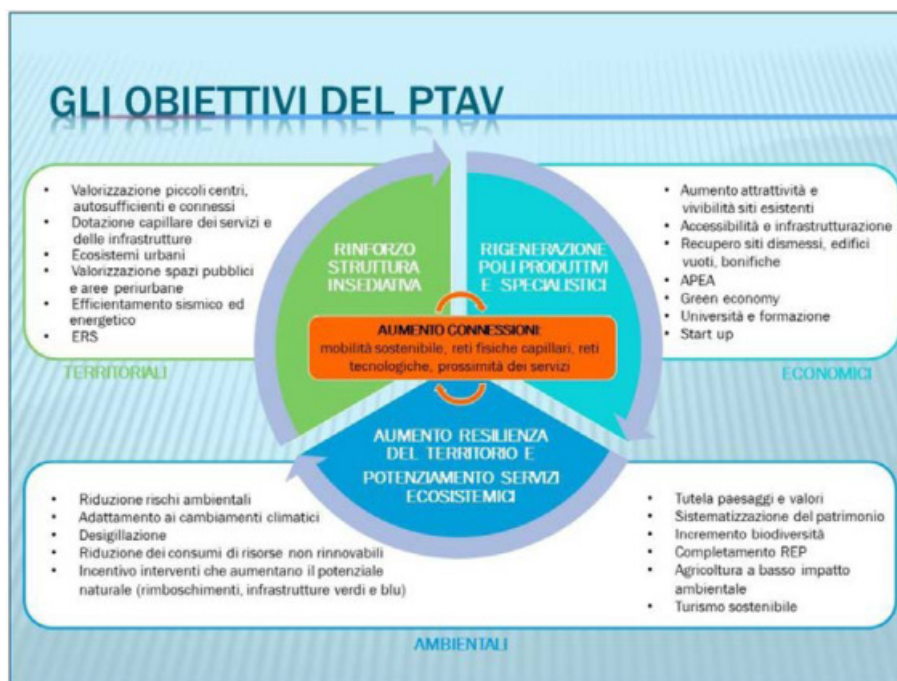 GLI OBIETTIVI DEL PTAV
• Valorizzazione piccoli centri,
autosufficienti e connessi
• Dotazione capillare dei servizi e
delle infrastrutture
• Ecosistemi urbani
• Valorizzazione spazi pubblici
e aree periurbane
• Efficientamento sismico ed
energetico
• ERS
TERRITORIALI
RINFORZO
STRUTTURA
INSEDIATIVA
RIGENERAZIONE
POLI PRODUTTIVI
E SPECIALISTICI
• Aumento attrattività e
vivibilità siti esistenti
• Accessibilità e infrastrutturazione
• Recupero siti dismessi, edifici
vuoti, bonifiche
• APEA
• Green economy
• Università e formazione
• Start up
ECONOMICI
AUMENTO CONNESSIONI:
mobilità sostenibile, reti fisiche capillari, reti
tecnologiche, prossimità dei servizi
AUMENTO RESILIENZA
DEL TERRITORIO E
POTENZIAMENTO SERVIZI
ECOSISTEMICI
• Riduzione rischi ambientali
• Adattamento ai cambiamenti climatici
• Desigillazione
• Riduzione dei consumi di risorse non rinnovabili
• Incentivo interventi che aumentano il potenziale
naturale (rimboschimenti, infrastrutture verdi e blu)
• Tutela paesaggi e valori
• Sistematizzazione del patrimonio
• Incremento biodiversità
• Completamento REP
• Agricoltura a basso impatto
ambientale
• Turismo sostenibile
AMBIENTALI